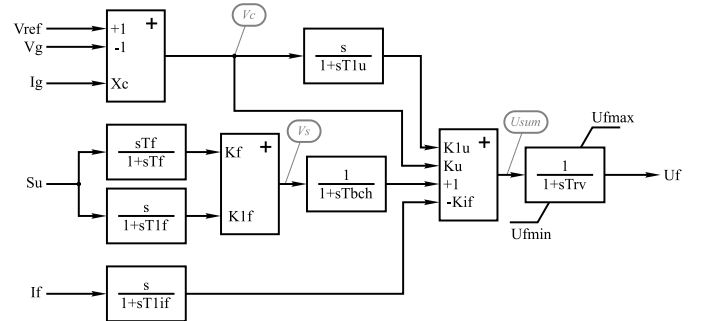 Vref
+1
+
Vg
-1
Ig
Xc
Vc
s
1+sT1u
Su
sTf
1+sTf
s
1+sT1f
Kf
+
K1f
Vs
1
1+sTbch
If
s
1+sT1if
K1u
+
Ku
+1
-Kif
Usum
Ufmax
1
1+sTrv
Ufmin
Uf